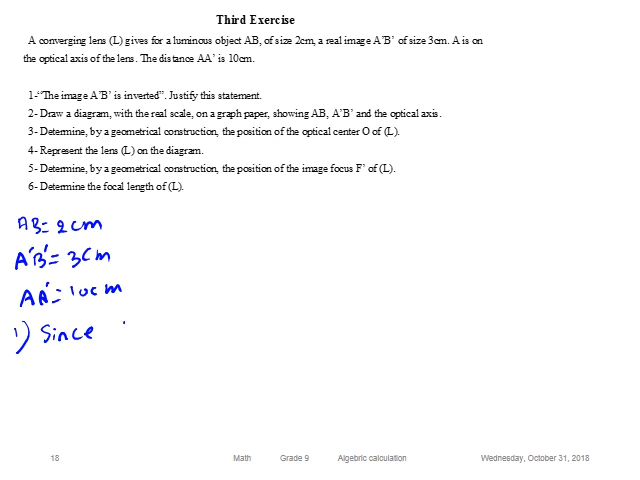 Third Exercise
A converging lens (L) gives for a luminous object AB, of size 2cm, a real image A'B' of size 3cm. A is on
the optical axis of the lens. The distance AA' is 10cm.
1-"The image A'B' is inverted". Justify this statement.
2- Draw a diagram, with the real scale, on a graph paper, showing AB, A'B' and the optical axis.
3- Determine, by a geometrical construction, the position of the optical center O of (L).
4- Represent the lens (L) on the diagram.
5- Determine, by a geometrical construction, the position of the image focus F' of (L).
6- Determine the focal length of (L).
AB= 2 cm
A'B'= 3cm
AA'= 10cm
1) Since
18 Math Grade 9 Algebric calculation Wednesday, October 31, 2018